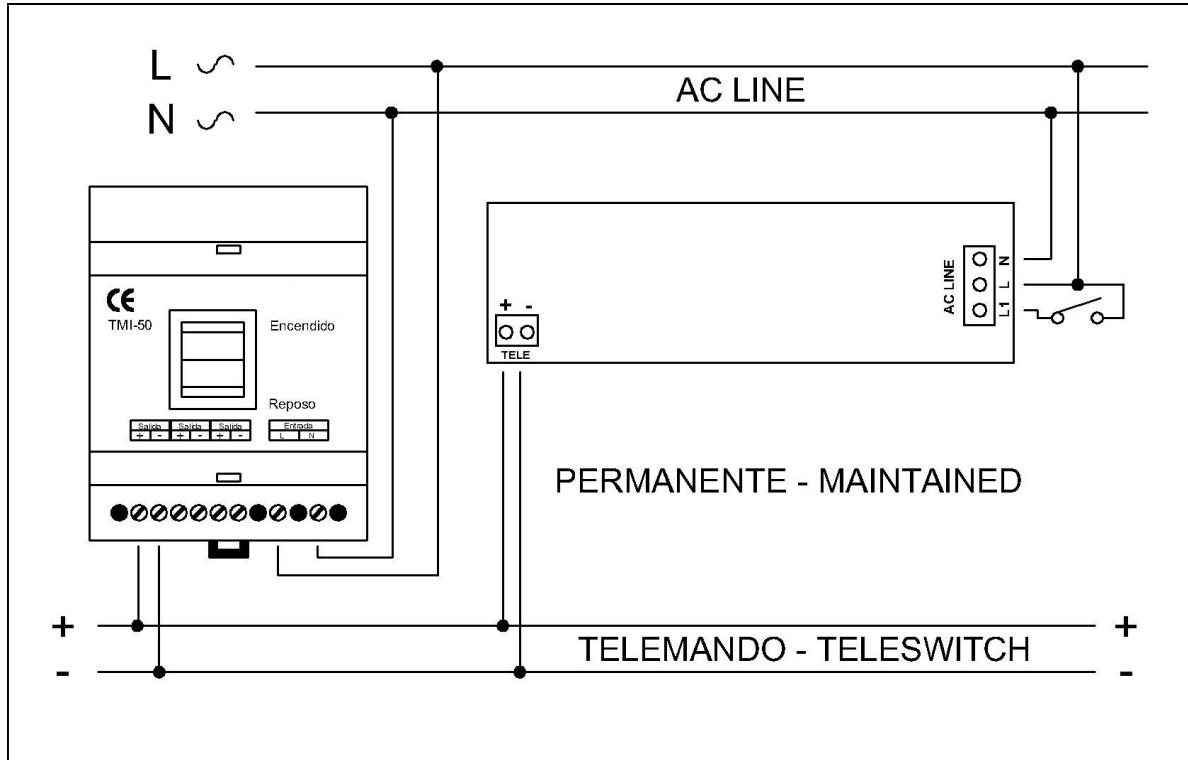 L
AC LINE
N
CE
TMI-50
Encendido
Reposo
Salida Salida Salida Entrada
+ - + - + - L N
+ -
TELE
AC LINE
N
L
L1
PERMANENTE - MAINTAINED
+ +
TELEMANDO - TELESWITCH
- -